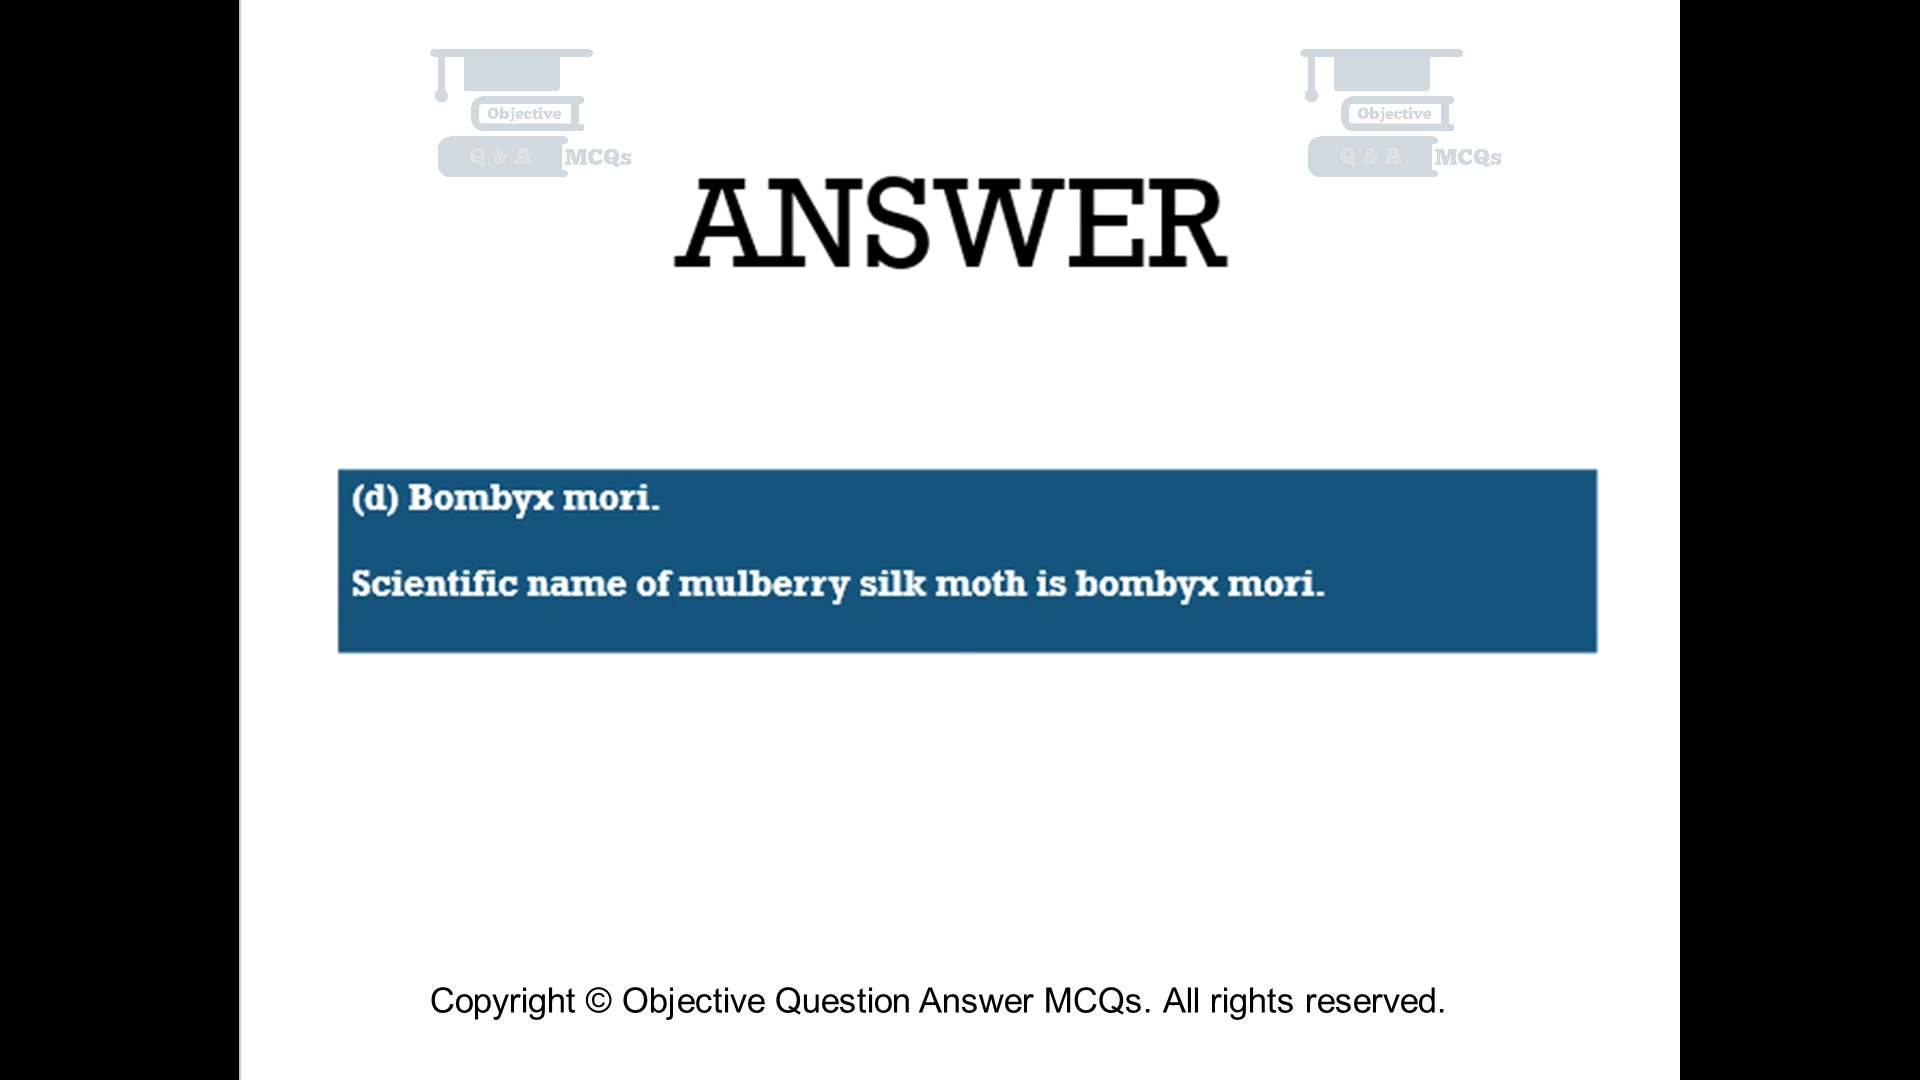 Objective
Q & A MCQs
Objective
Q & A MCQs
ANSWER
(d) Bombyx mori.
Scientific name of mulberry silk moth is bombyx mori.
Copyright © Objective Question Answer MCQs. All rights reserved.